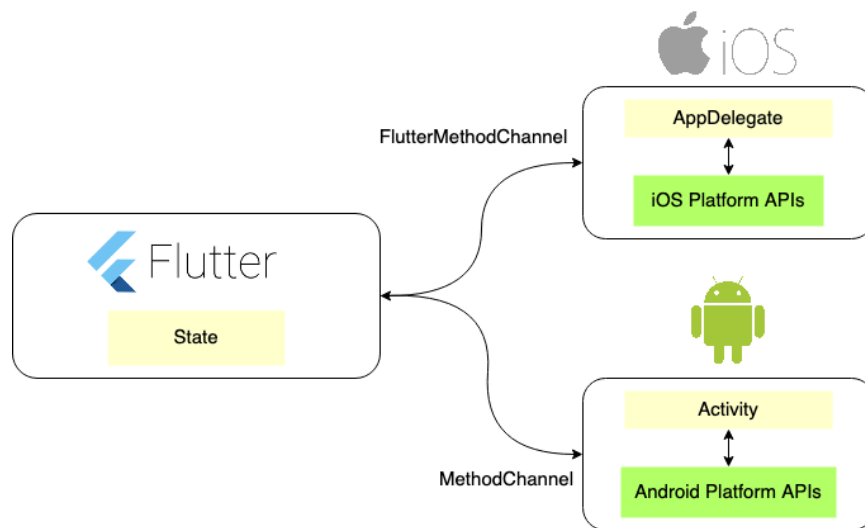 iOS
AppDelegate
FlutterMethodChannel
iOS Platform APIs
Flutter
State
Activity
MethodChannel
Android Platform APIs